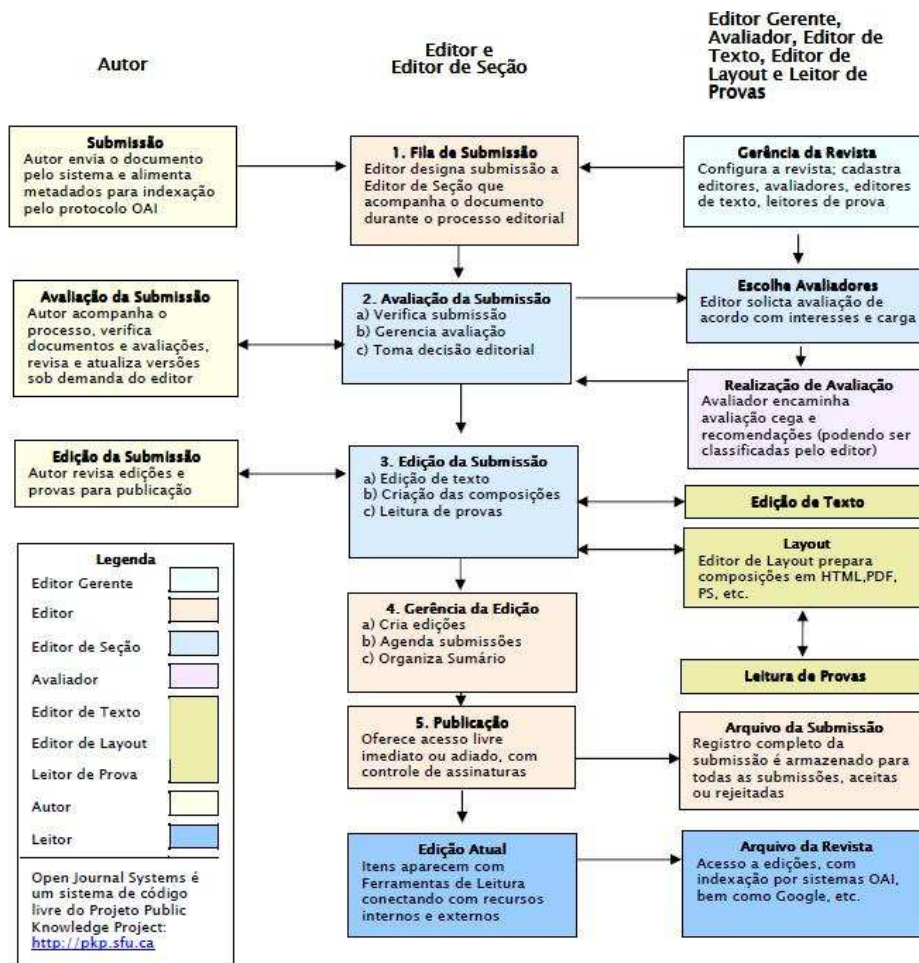 Autor
Editor e
Editor de Seção
Editor Gerente,
Avaliador, Editor de
Texto, Editor de
Layout e Leitor de
Provas
Submissão
Autor envia o documento
pelo sistema e alimenta
metadados para indexação
pelo protocolo OAI
1. Fila de Submissão
Editor designa submissão a
Editor de Seção que
acompanha o documento
durante o processo editorial
Gerência da Revista
Configura a revista; cadastra
editores, avaliadores, editores
de texto, leitores de prova
Avaliação da Submissão
Autor acompanha o
processo, verifica
documentos e avaliações,
revisa e atualiza versões
sob demanda do editor
2. Avaliação da Submissão
a) Verifica submissão
b) Gerencia avaliação
c) Toma decisão editorial
Escolhe Avaliadores
Editor solicta avaliação de
acordo com interesses e carga
Realização de Avaliação
Avaliador encaminha
avaliação cega e
recomendações (podendo ser
classificadas pelo editor)
Edição da Submissão
Autor revisa edições e
provas para publicação
3. Edição da Submissão
a) Edição de texto
b) Criação das composições
c) Leitura de provas
Edição de Texto
Layout
Editor de Layout prepara
composições em HTML,PDF,
PS, etc.
Leitura de Provas
4. Gerência da Edição
a) Cria edições
b) Agenda submissões
c) Organiza Sumário
5. Publicação
Oferece acesso livre
imediato ou adiado, com
controle de assinaturas
Arquivo da Submissão
Registro completo da
submissão é armazenado para
todas as submissões, aceitas
ou rejeitadas
Edição Atual
Itens aparecem com
Ferramentas de Leitura
conectando com recursos
internos e externos
Arquivo da Revista
Acesso a edições, com
indexação por sistemas OAI,
bem como Google, etc.
Legenda
Editor Gerente
Editor
Editor de Seção
Avaliador
Editor de Texto
Editor de Layout
Leitor de Prova
Autor
Leitor
Open Journal Systems é
um sistema de código
livre do Projeto Public
Knowledge Project:
http://pkp.sfu.ca